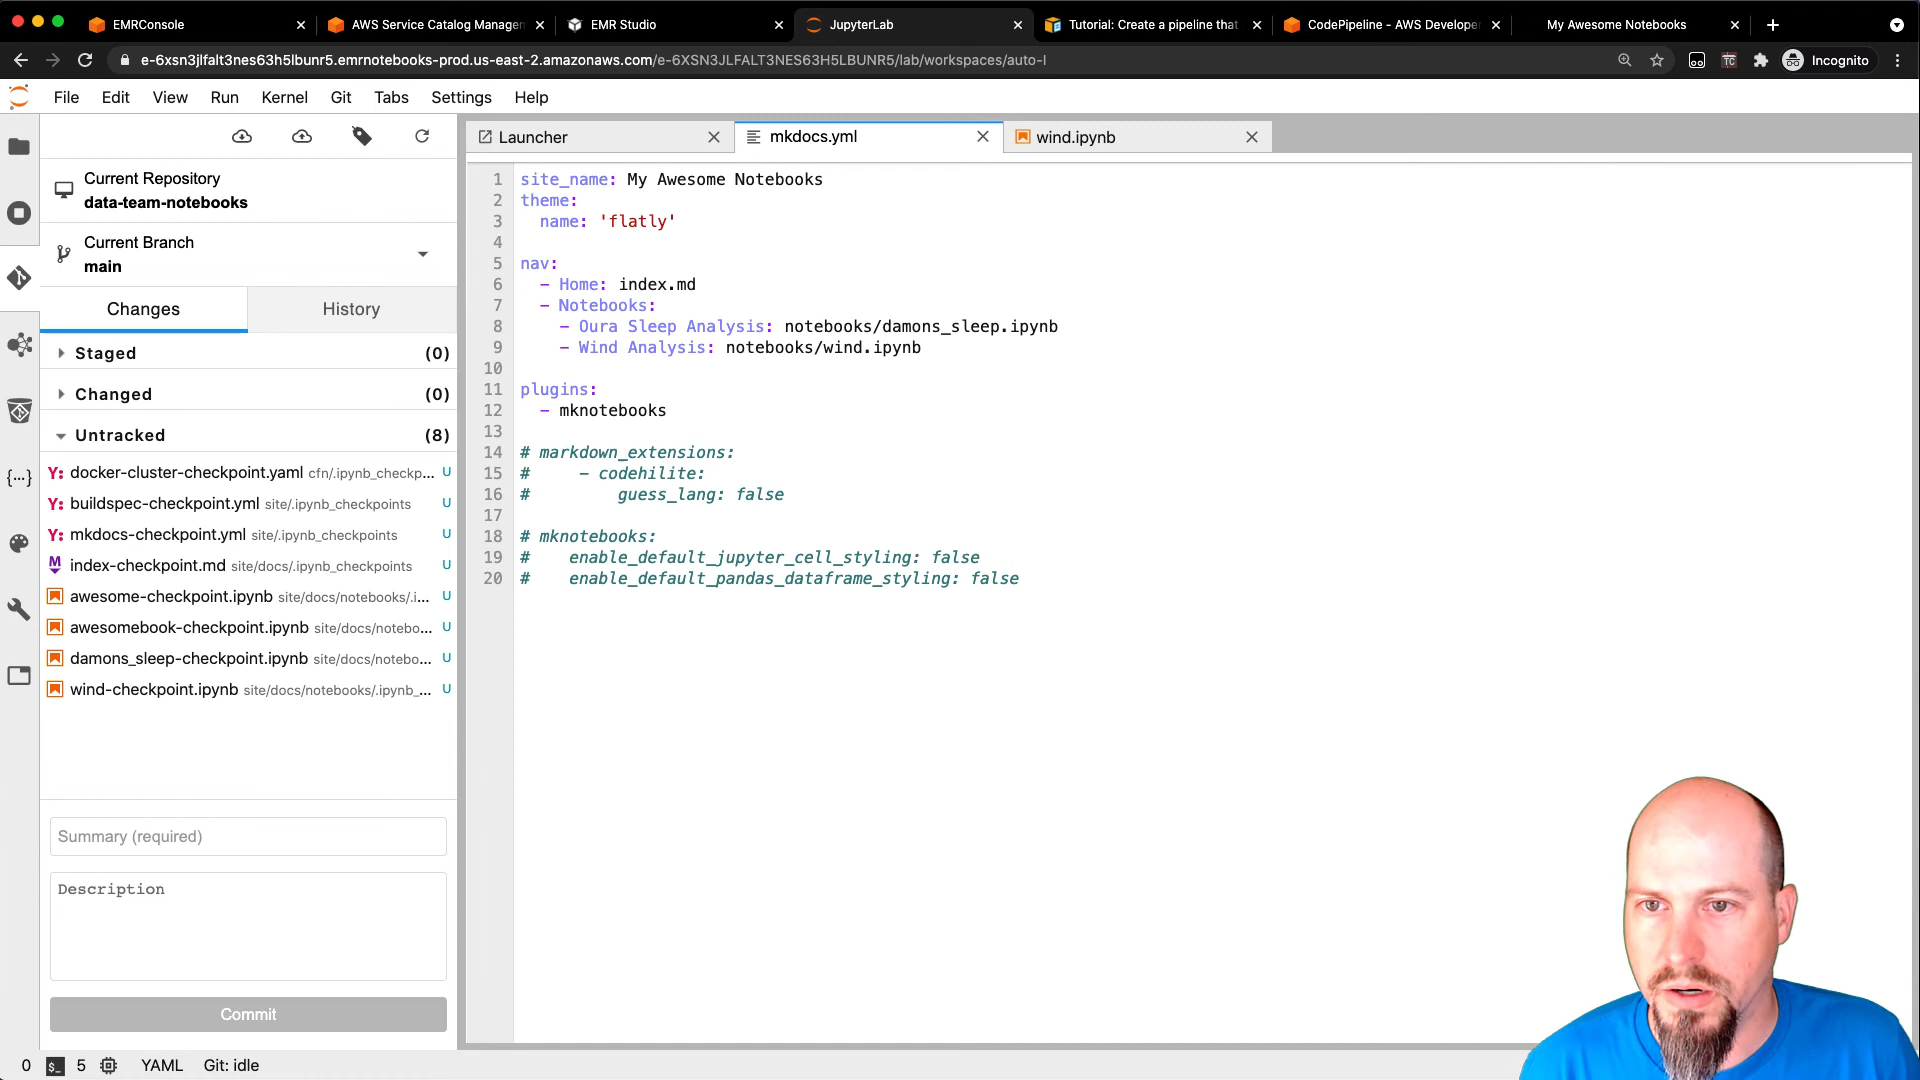 EMRConsole
AWS Service Catalog Managem
EMR Studio
JupyterLab
Tutorial: Create a pipeline that
CodePipeline - AWS Develope
My Awesome Notebooks
e-6xsn3jlfalt3nes63h5lbunr5.emrnotebooks-prod.us-east-2.amazonaws.com/e-6XSN3JLFALT3NES63H5LBUNR5/lab/workspaces/auto-I
TC
Incognito
File Edit View Run Kernel Git Tabs Settings Help
Current Repository
data-team-notebooks
Current Branch
main
Changes
History
Staged (0)
Changed (0)
Untracked (8)
Y: docker-cluster-checkpoint.yaml cfn/.ipynb_checkp... U
Y: buildspec-checkpoint.yml site/.ipynb_checkpoints U
Y: mkdocs-checkpoint.yml site/.ipynb_checkpoints U
M index-checkpoint.md site/docs/.ipynb_checkpoints U
awesome-checkpoint.ipynb site/docs/notebooks/.i... U
awesomebook-checkpoint.ipynb site/docs/notebo... U
damons_sleep-checkpoint.ipynb site/docs/notebo... U
wind-checkpoint.ipynb site/docs/notebooks/.ipynb_... U
Summary (required)
Description
Commit
Launcher
mkdocs.yml
wind.ipynb
1 site_name: My Awesome Notebooks
2 theme:
3 name: 'flatly'
4
5 nav:
6 - Home: index.md
7 - Notebooks:
8 - Oura Sleep Analysis: notebooks/damons_sleep.ipynb
9 - Wind Analysis: notebooks/wind.ipynb
10
11 plugins:
12 - mknotebooks
13
14 # markdown_extensions:
15 # - codehilite:
16 # guess_lang: false
17
18 # mknotebooks:
19 # enable_default_jupyter_cell_styling: false
20 # enable_default_pandas_dataframe_styling: false
0 $_ 5 YAML Git: idle